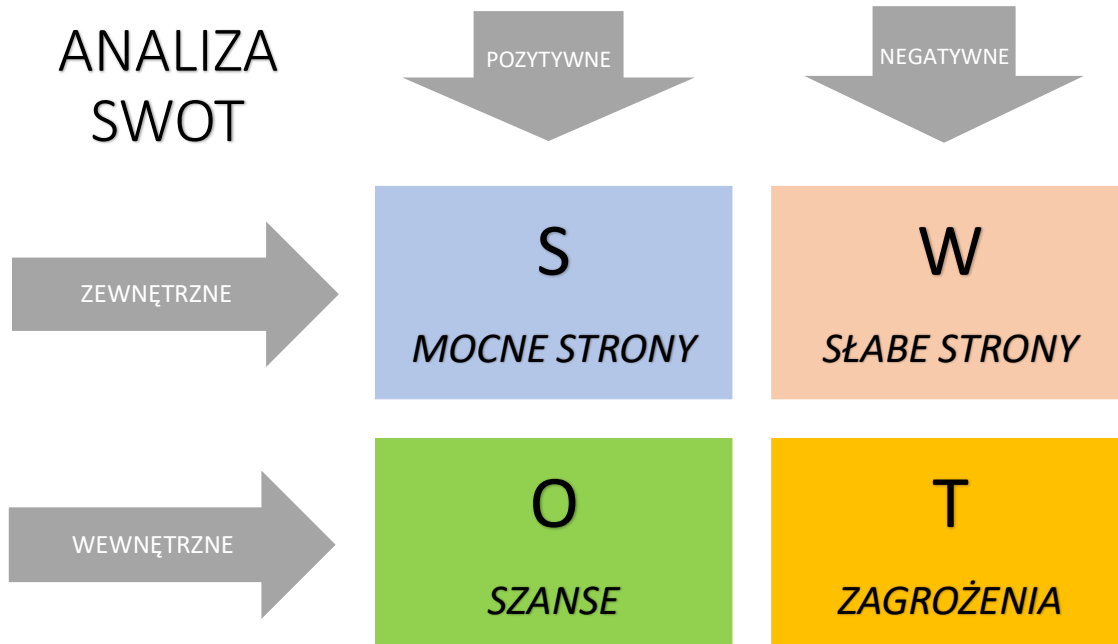 ANALIZA
SWOT
POZYTYWNE
NEGATYWNE
ZEWNĘTRZNE
S
MOCNE STRONY
W
SŁABE STRONY
WEWNĘTRZNE
O
SZANSE
T
ZAGROŻENIA